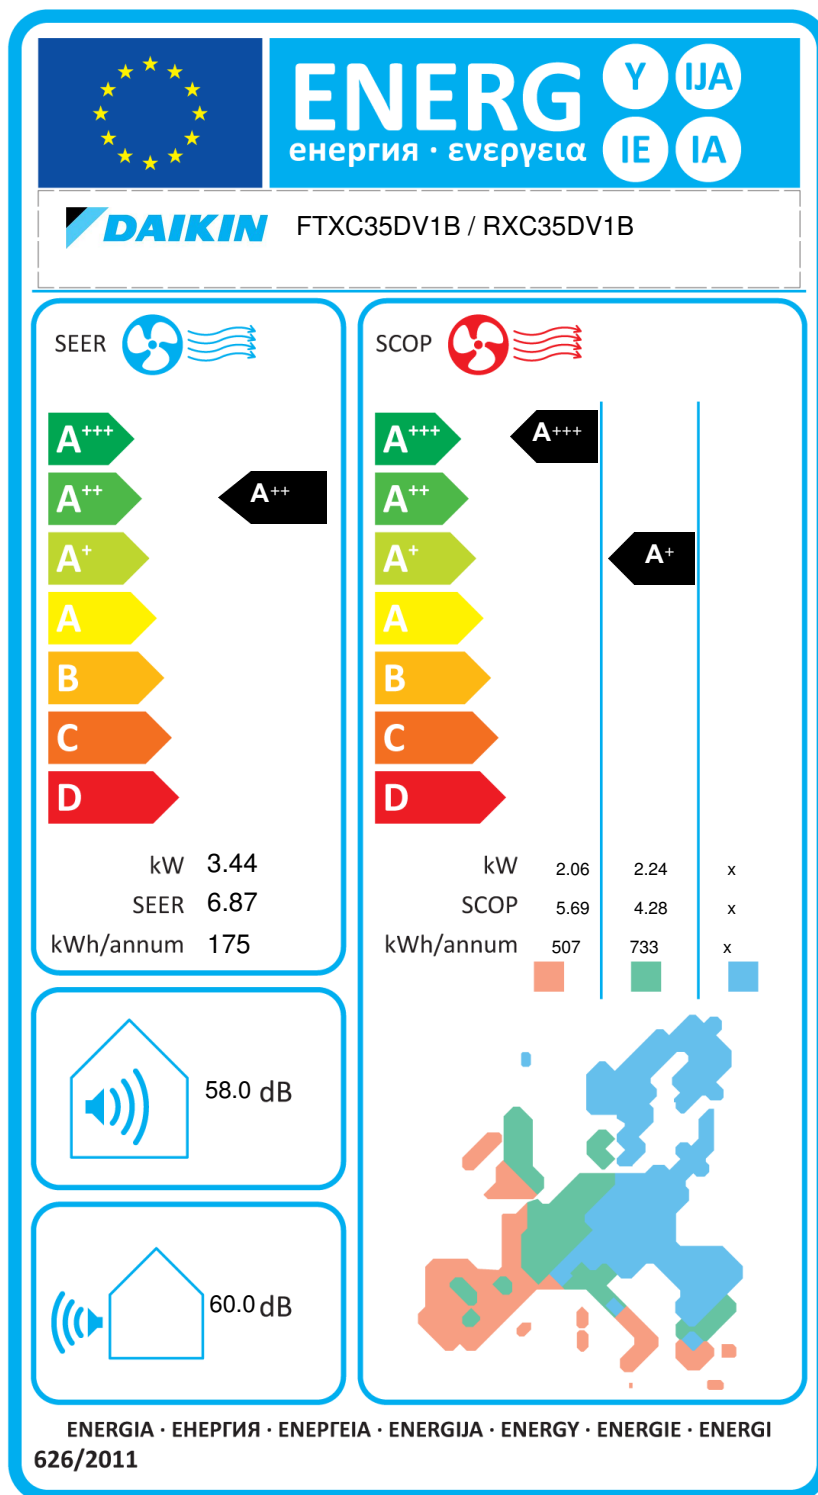 ENERG
енергия · ενεργεια
Y IJA
IE IA
DAIKIN FTXC35DV1B / RXC35DV1B
SEER
A+++
A++
A+
A
B
C
D
A++
kW 3.44
SEER 6.87
kWh/annum 175
SCOP
A+++
A++
A+
A
B
C
D
A+++
A+
kW 2.06 2.24 x
SCOP 5.69 4.28 x
kWh/annum 507 733 x
58.0 dB
60.0 dB
ENERGIA · ЕНЕРГИЯ · ΕΝΕΡΓΕΙΑ · ENERGIJA · ENERGY · ENERGIE · ENERGI
626/2011